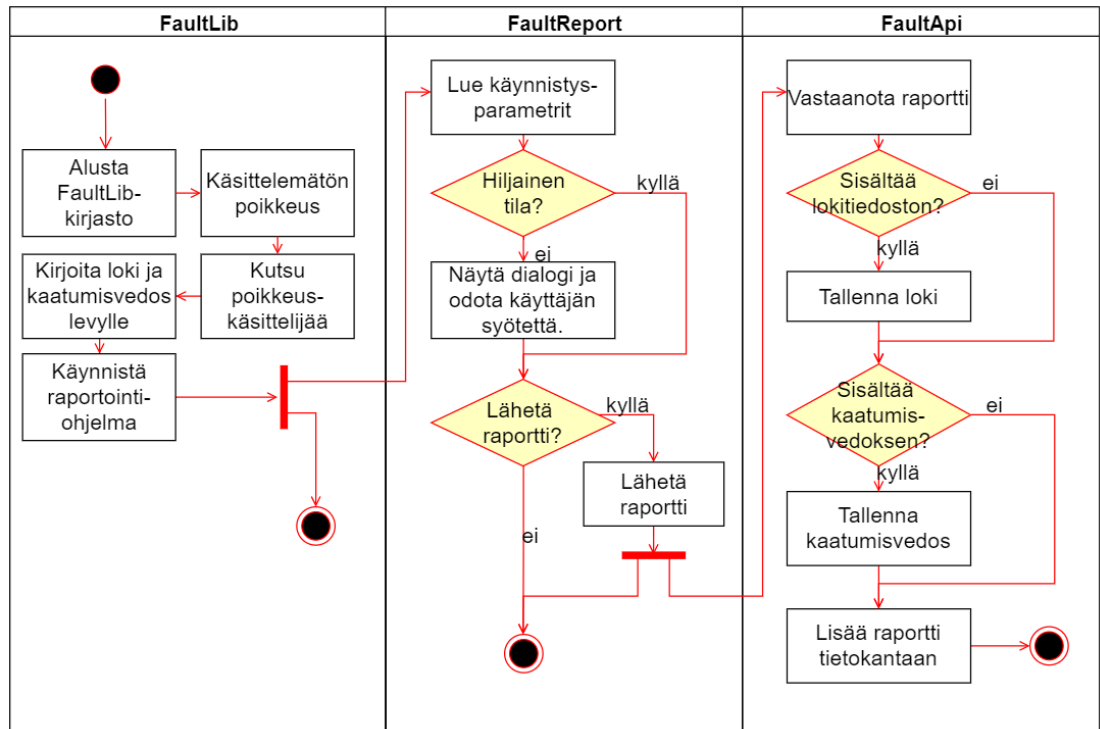 FaultLib
Alusta
FaultLib-
kirjasto
Käsittelemätön
poikkeus
Kutsu
poikkeus-
käsittelijää
Kirjoita loki ja
kaatumisvedos
levylle
Käynnistä
raportointi-
ohjelma
FaultReport
Lue käynnistys-
parametrit
Hiljainen
tila?
kyllä
ei
Näytä dialogi ja
odota käyttäjän
syötettä.
Lähetä
raportti?
kyllä
ei
Lähetä
raportti
FaultApi
Vastaanota raportti
Sisältää
lokitiedoston?
ei
kyllä
Tallenna loki
Sisältää
kaatumis-
vedoksen?
ei
kyllä
Tallenna
kaatumisvedos
Lisää raportti
tietokantaan